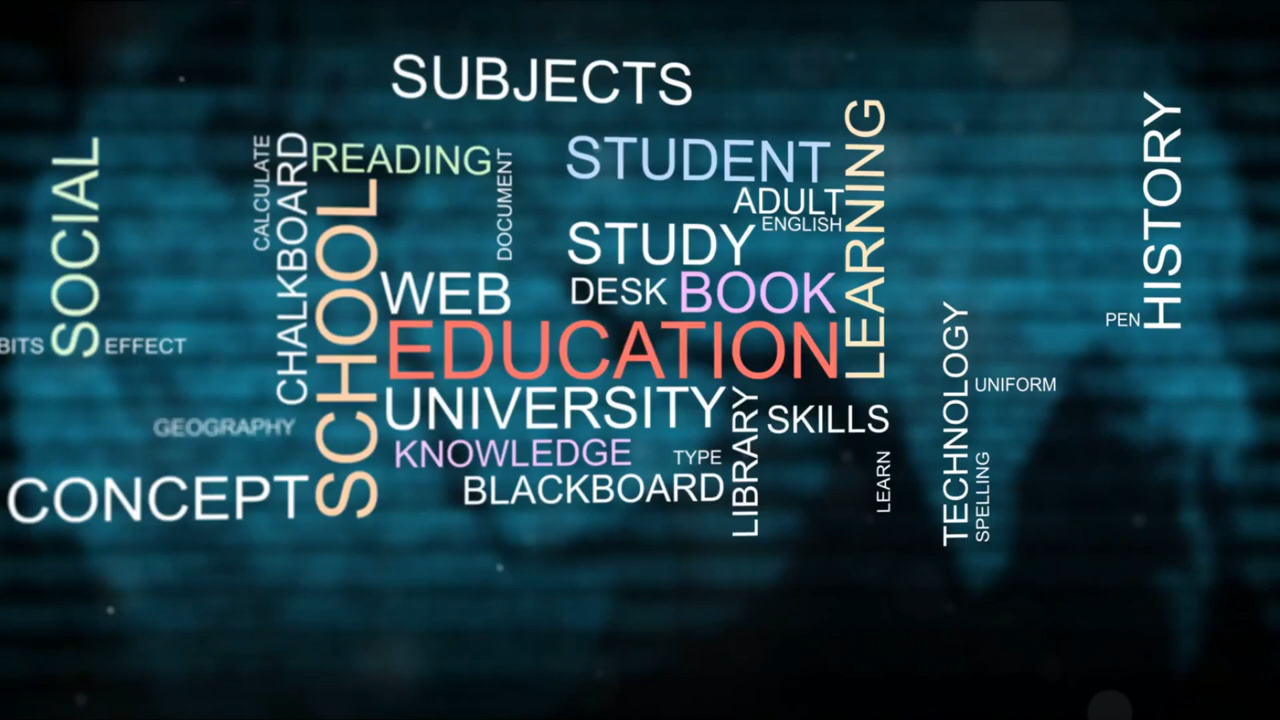 SUBJECTS
SOCIAL
CALCULATE
CHALKBOARD
READING
DOCUMENT
STUDENT
LEARNING
HISTORY
ADULT
ENGLISH
SCHOOL
STUDY
WEB
DESK
BOOK
BITS
EFFECT
EDUCATION
PEN
TECHNOLOGY
UNIFORM
UNIVERSITY
LIBRARY
SKILLS
GEOGRAPHY
KNOWLEDGE
TYPE
LEARN
SPELLING
CONCEPT
BLACKBOARD